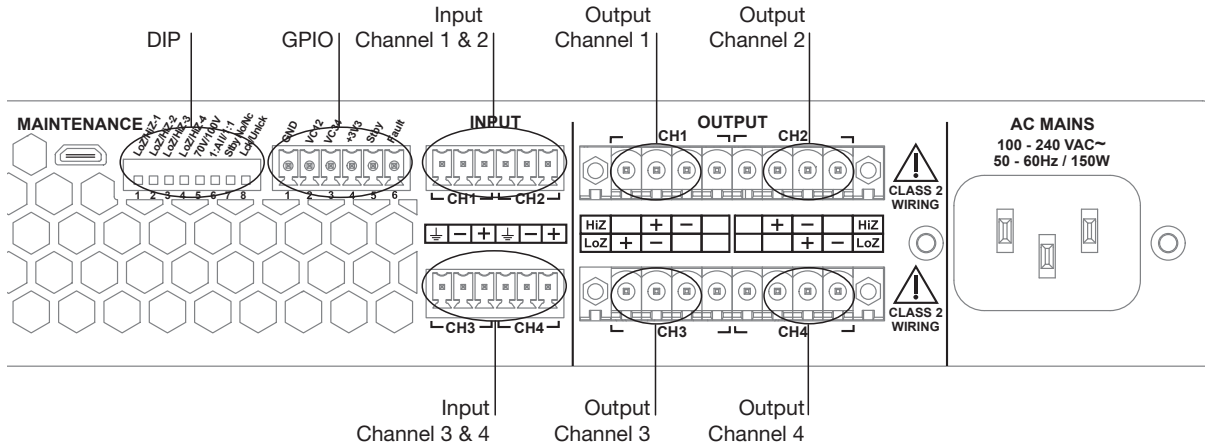 Input
Channel 1 & 2
Output
Channel 1
Output
Channel 2
DIP
GPIO
MAINTENANCE
LoZ/HiZ-1
LoZ/HiZ-2
LoZ/HiZ-3
LoZ/HiZ-4
70V/100V
1:All/1:1
Stby No/Nc
Lck/Unlck
1 2 3 4 5 6 7 8
GND
VC12
VC34
+3V3
Stby
Fault
1 2 3 4 5 6
INPUT
CH1 CH2
⏚ − + ⏚ − +
CH3 CH4
OUTPUT
CH1 CH2
HiZ + − + − HiZ
LoZ + − + − LoZ
CH3 CH4
CLASS 2
WIRING
CLASS 2
WIRING
AC MAINS
100 - 240 VAC~
50 - 60Hz / 150W
Input
Channel 3 & 4
Output
Channel 3
Output
Channel 4